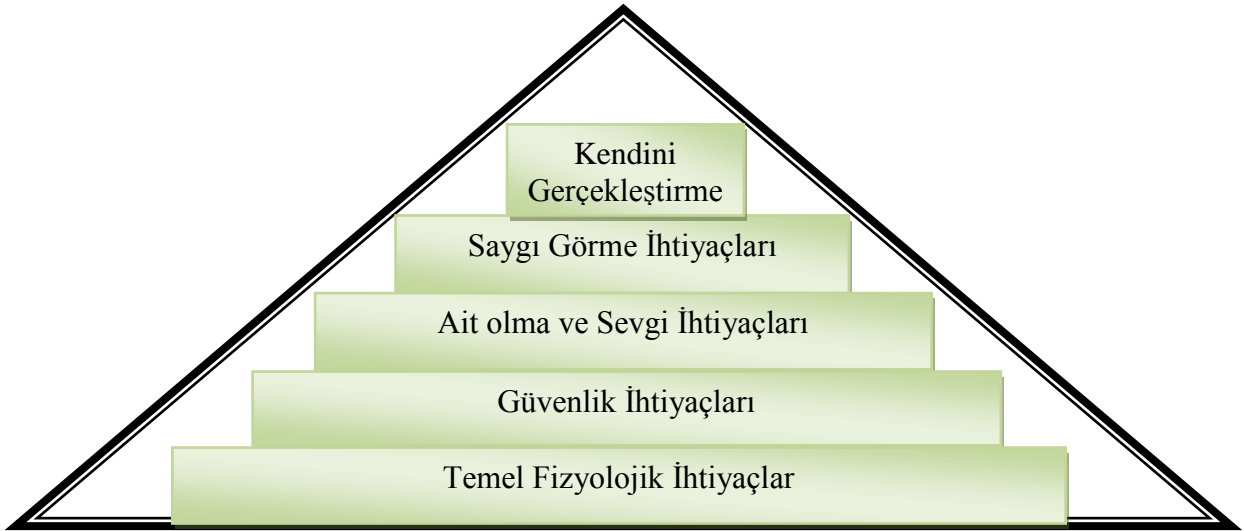 Kendini
Gerçekleştirme
Saygı Görme İhtiyaçları
Ait olma ve Sevgi İhtiyaçları
Güvenlik İhtiyaçları
Temel Fizyolojik İhtiyaçlar